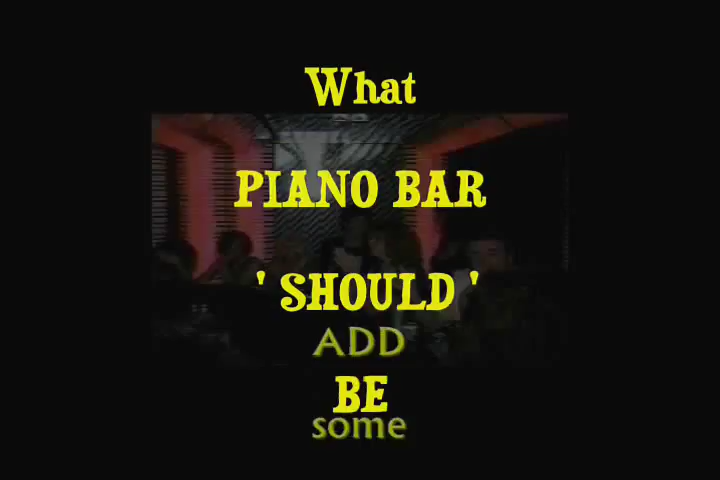 What
PIANO BAR
' SHOULD '
ADD
BE
some